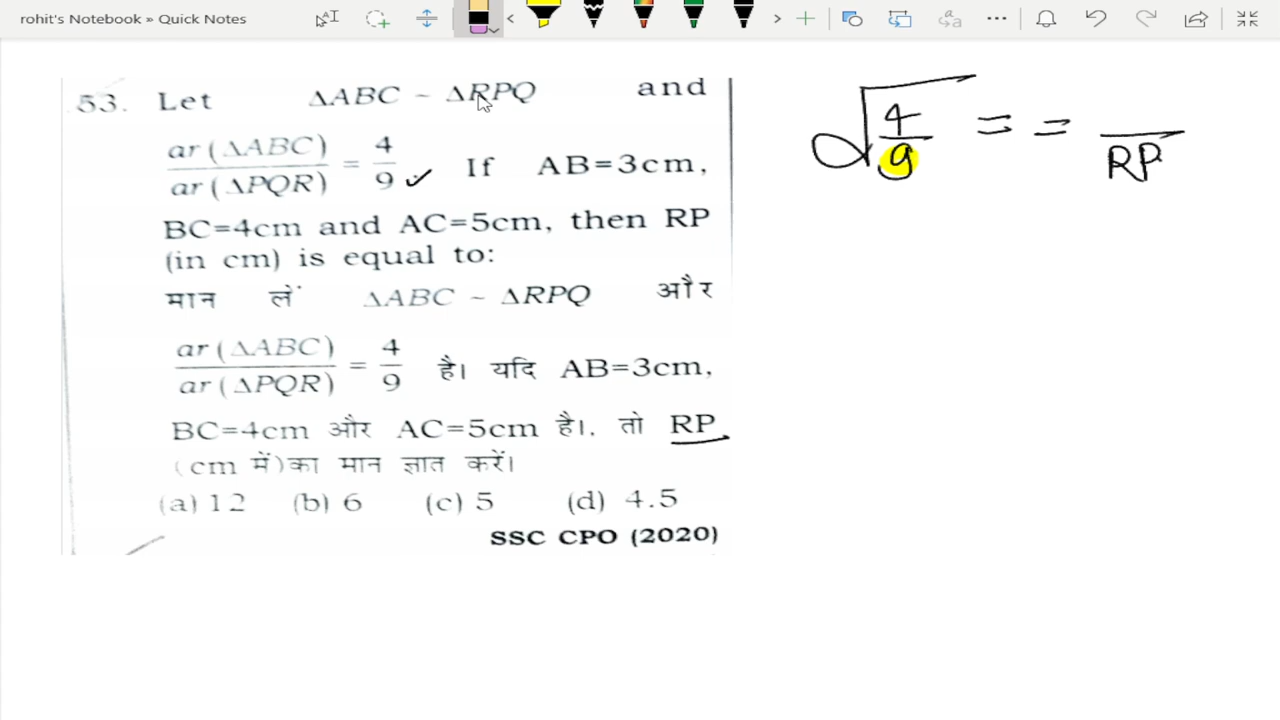 rohit's Notebook » Quick Notes
53. Let ΔABC ~ ΔRPQ and
ar(ΔABC)/ar(ΔPQR) = 4/9 ✓ If AB=3cm,
BC=4cm and AC=5cm, then RP
(in cm) is equal to:
मान लें ΔABC ~ ΔRPQ और
ar(ΔABC)/ar(ΔPQR) = 4/9 है। यदि AB=3cm,
BC=4cm और AC=5cm है।. तो RP
(cm में)का मान ज्ञात करें।
(a) 12 (b) 6 (c) 5 (d) 4.5
SSC CPO (2020)
√4/9 = = /RP